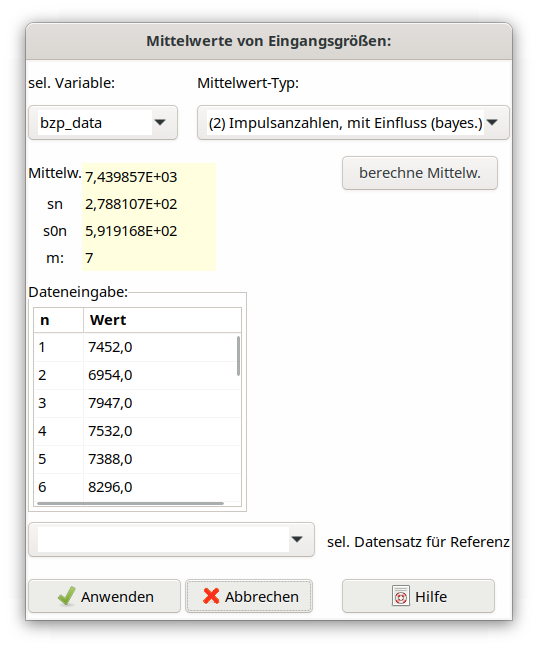 Mittelwerte von Eingangsgrößen:
sel. Variable: Mittelwert-Typ:
bzp_data (2) Impulsanzahlen, mit Einfluss (bayes.)
Mittelw. 7,439857E+03 berechne Mittelw.
sn 2,788107E+02
s0n 5,919168E+02
m: 7
Dateneingabe:
n Wert
1 7452,0
2 6954,0
3 7947,0
4 7532,0
5 7388,0
6 8296,0
sel. Datensatz für Referenz
Anwenden Abbrechen Hilfe